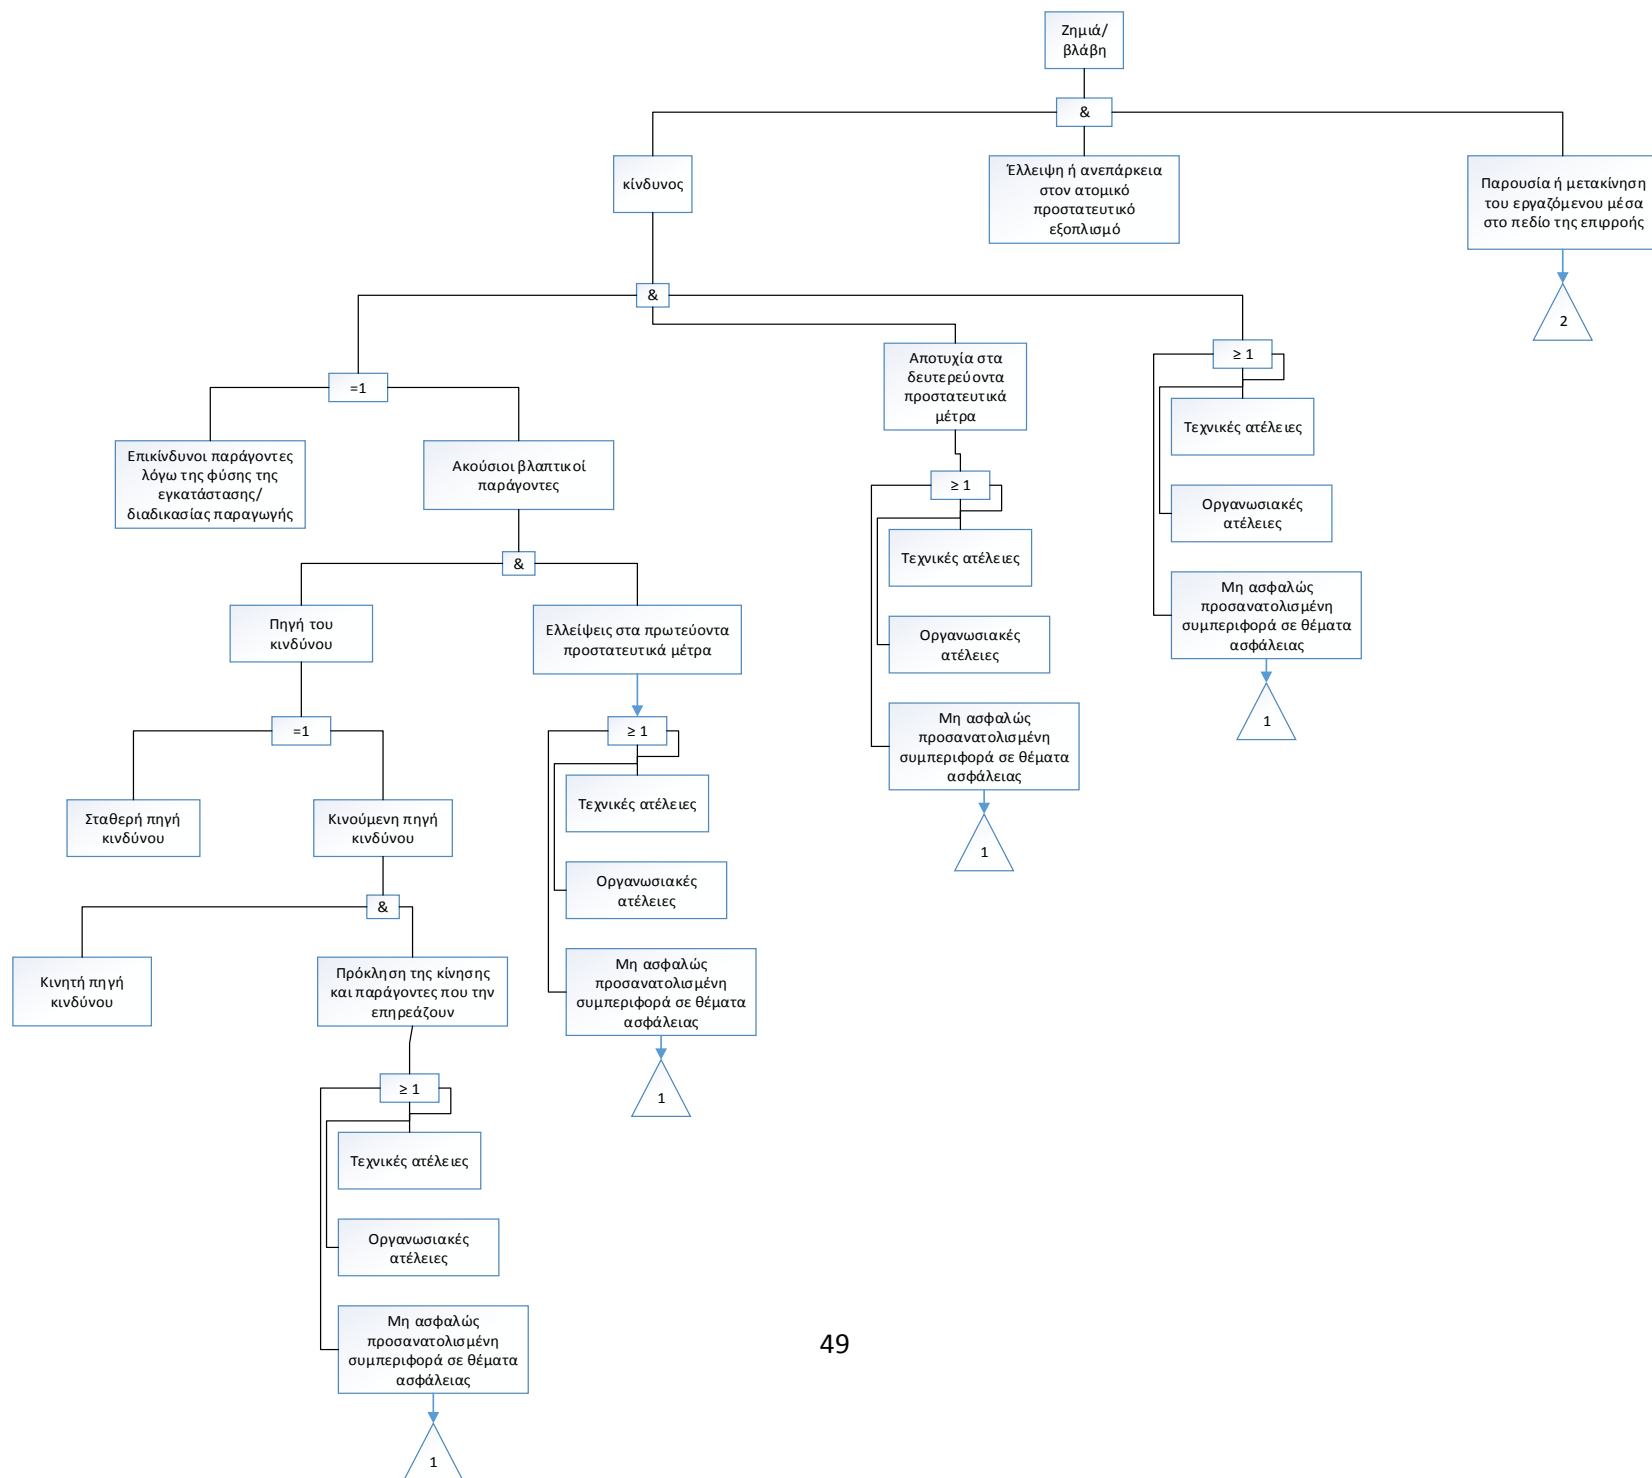 Ζημιά/
βλάβη
&
κίνδυνος
Έλλειψη ή ανεπάρκεια
στον ατομικό
προστατευτικό
εξοπλισμό
Παρουσία ή μετακίνηση
του εργαζόμενου μέσα
στο πεδίο της επιρροής
2
&
=1
Επικίνδυνοι παράγοντες
λόγω της φύσης της
εγκατάστασης/
διαδικασίας παραγωγής
Ακούσιοι βλαπτικοί
παράγοντες
Αποτυχία στα
δευτερεύοντα
προστατευτικά
μέτρα
≥ 1
Τεχνικές ατέλειες
Οργανωσιακές
ατέλειες
Μη ασφαλώς
προσανατολισμένη
συμπεριφορά σε θέματα
ασφάλειας
1
≥ 1
Τεχνικές ατέλειες
Οργανωσιακές
ατέλειες
Μη ασφαλώς
προσανατολισμένη
συμπεριφορά σε θέματα
ασφάλειας
1
&
Πηγή του
κινδύνου
Ελλείψεις στα πρωτεύοντα
προστατευτικά μέτρα
=1
Σταθερή πηγή
κινδύνου
Κινούμενη πηγή
κινδύνου
≥ 1
Τεχνικές ατέλειες
Οργανωσιακές
ατέλειες
Μη ασφαλώς
προσανατολισμένη
συμπεριφορά σε θέματα
ασφάλειας
1
&
Κινητή πηγή
κινδύνου
Πρόκληση της κίνησης
και παράγοντες που την
επηρεάζουν
≥ 1
Τεχνικές ατέλειες
Οργανωσιακές
ατέλειες
Μη ασφαλώς
προσανατολισμένη
συμπεριφορά σε θέματα
ασφάλειας
1
49